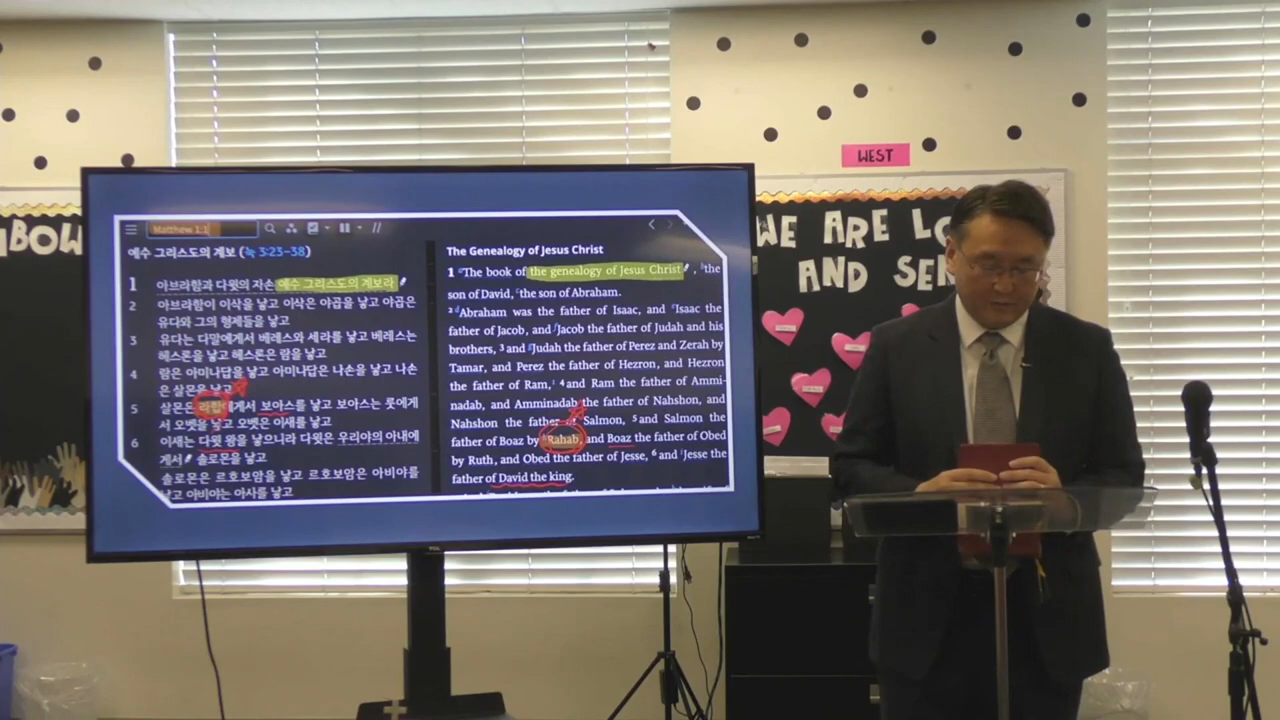 WEST
BOW
WE ARE LO
AND SER
Matthew 1:1
예수 그리스도의 계보 (눅 3:23-38)
1 아브라함과 다윗의 자손 예수 그리스도의 계보라
2 아브라함이 이삭을 낳고 이삭은 야곱을 낳고 야곱은
유다와 그의 형제들을 낳고
3 유다는 다말에게서 베레스와 세라를 낳고 베레스는
헤스론을 낳고 헤스론은 람을 낳고
4 람은 아미나답을 낳고 아미나답은 나손을 낳고 나손
은 살몬을 낳고
5 살몬은 라합에게서 보아스를 낳고 보아스는 룻에게
서 오벳을 낳고 오벳은 이새를 낳고
6 이새는 다윗 왕을 낳으니라 다윗은 우리야의 아내에
게서 솔로몬을 낳고
솔로몬은 르호보암을 낳고 르호보암은 아비야를
낳고 아비야는 아사를 낳고
The Genealogy of Jesus Christ
1 The book of the genealogy of Jesus Christ, the
son of David, the son of Abraham.
2 Abraham was the father of Isaac, and Isaac the
father of Jacob, and Jacob the father of Judah and his
brothers, 3 and Judah the father of Perez and Zerah by
Tamar, and Perez the father of Hezron, and Hezron
the father of Ram, 4 and Ram the father of Ammi-
nadab, and Amminadab the father of Nahshon, and
Nahshon the father of Salmon, 5 and Salmon the
father of Boaz by Rahab, and Boaz the father of Obed
by Ruth, and Obed the father of Jesse, 6 and Jesse the
father of David the king.
TCL